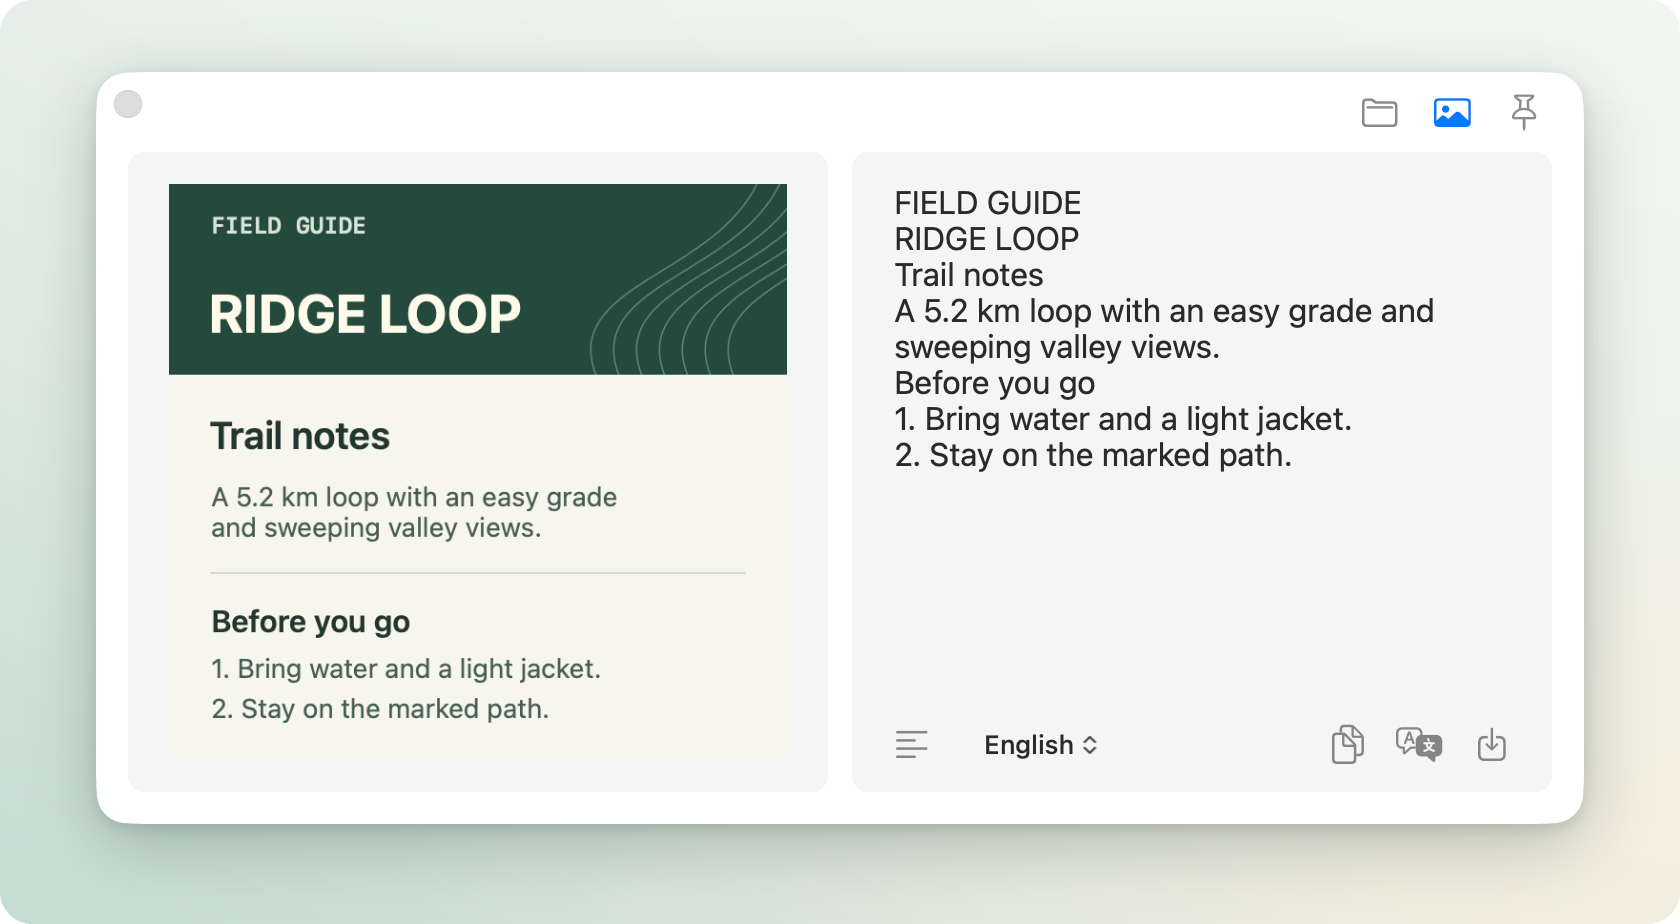 FIELD GUIDE
RIDGE LOOP
Trail notes
A 5.2 km loop with an easy grade
and sweeping valley views.
Before you go
1. Bring water and a light jacket.
2. Stay on the marked path.
FIELD GUIDE
RIDGE LOOP
Trail notes
A 5.2 km loop with an easy grade and
sweeping valley views.
Before you go
1. Bring water and a light jacket.
2. Stay on the marked path.
English
A 文